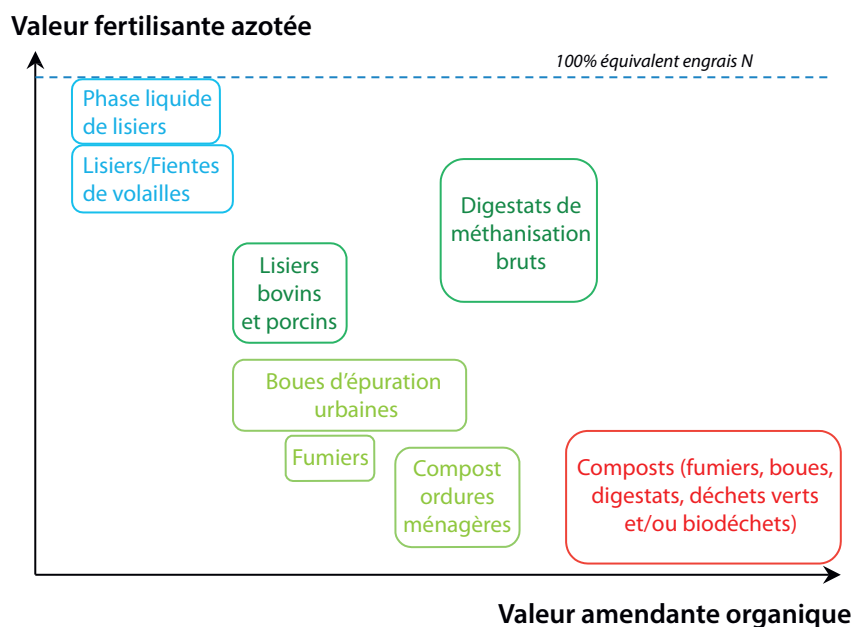 Valeur fertilisante azotée
100% équivalent engrais N
Phase liquide
de lisiers
Lisiers/Fientes
de volailles
Digestats de
méthanisation
bruts
Lisiers
bovins
et porcins
Boues d’épuration
urbaines
Fumiers
Compost
ordures
ménagères
Composts (fumiers, boues,
digestats, déchets verts
et/ou biodéchets)
Valeur amendante organique